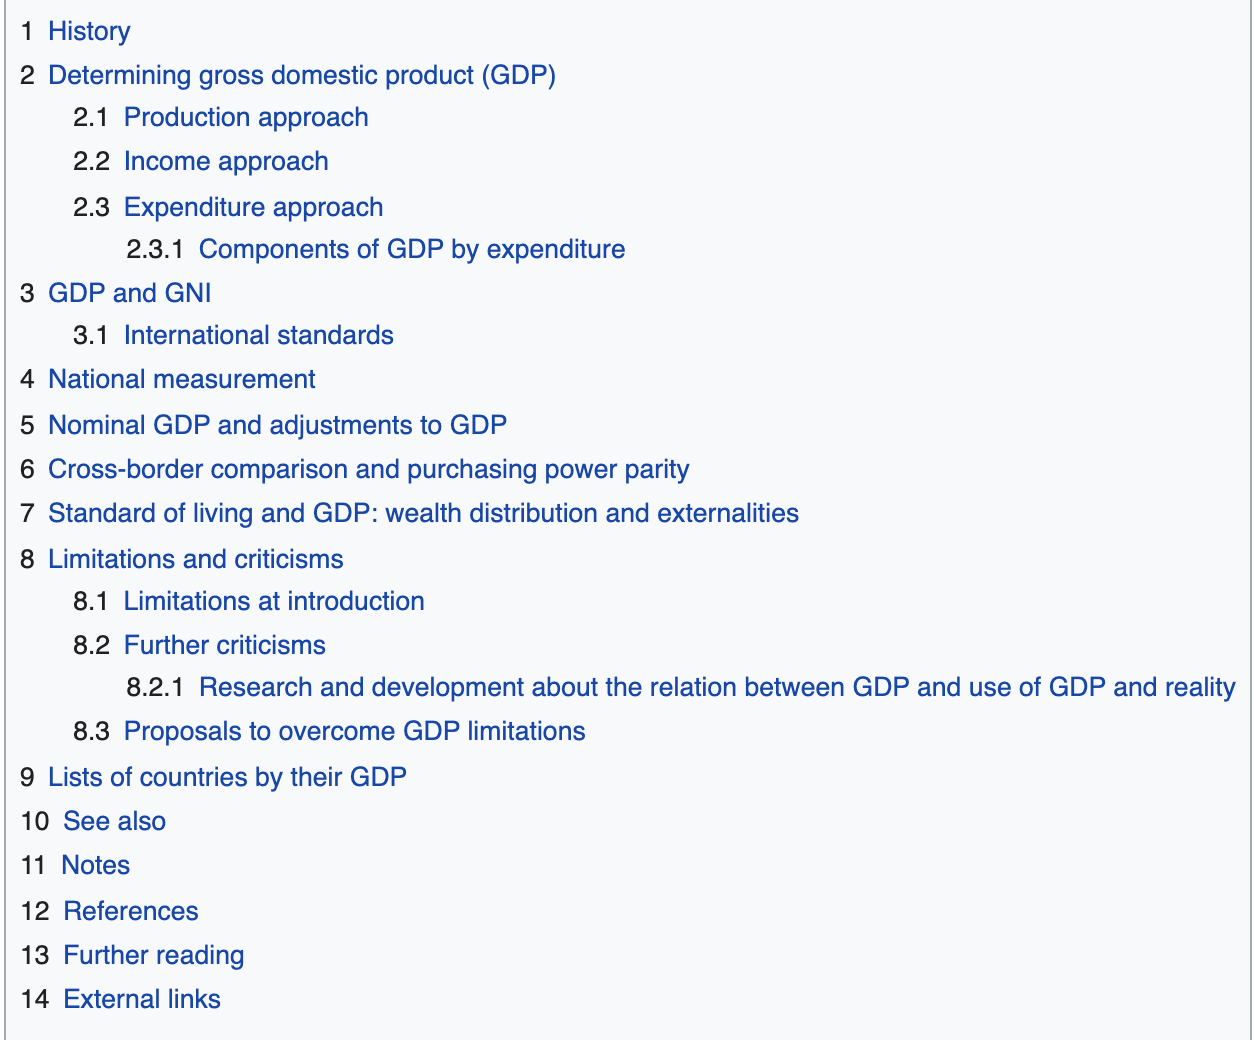 1 History
2 Determining gross domestic product (GDP)
2.1 Production approach
2.2 Income approach
2.3 Expenditure approach
2.3.1 Components of GDP by expenditure
3 GDP and GNI
3.1 International standards
4 National measurement
5 Nominal GDP and adjustments to GDP
6 Cross-border comparison and purchasing power parity
7 Standard of living and GDP: wealth distribution and externalities
8 Limitations and criticisms
8.1 Limitations at introduction
8.2 Further criticisms
8.2.1 Research and development about the relation between GDP and use of GDP and reality
8.3 Proposals to overcome GDP limitations
9 Lists of countries by their GDP
10 See also
11 Notes
12 References
13 Further reading
14 External links